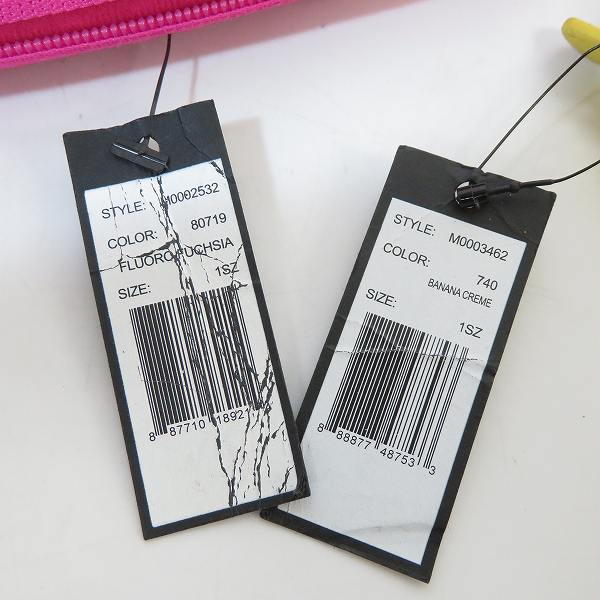 STYLE: M0002532
COLOR: 80719
FLUORO FUCHSIA
SIZE: 1SZ
8 87710 1892
STYLE: M0003462
COLOR: 740
BANANA CREME
SIZE: 1SZ
8 88877 48753 3